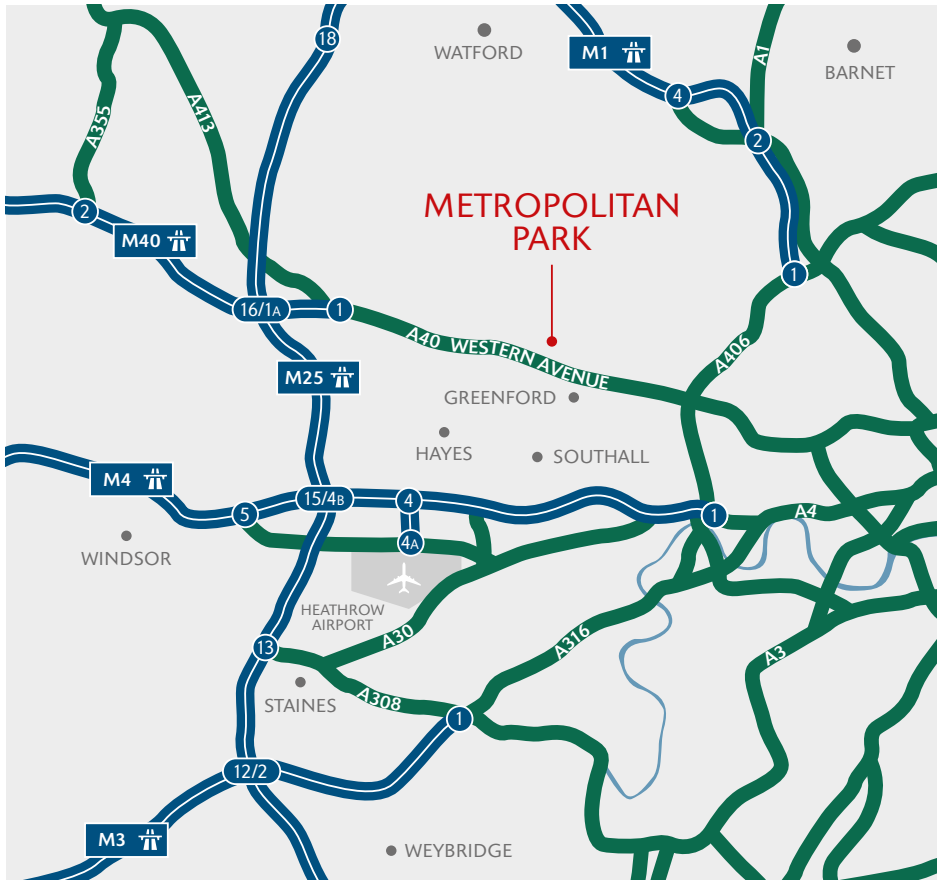 18
WATFORD
M1
A1
BARNET
4
A413
A355
2
2
METROPOLITAN
PARK
M40
1
16/1A
1
A40 WESTERN AVENUE
A406
M25
GREENFORD
HAYES
SOUTHALL
M4
15/4B
4
5
1
A4
4A
WINDSOR
HEATHROW
AIRPORT
A30
A316
13
A3
STAINES
A308
1
12/2
M3
WEYBRIDGE